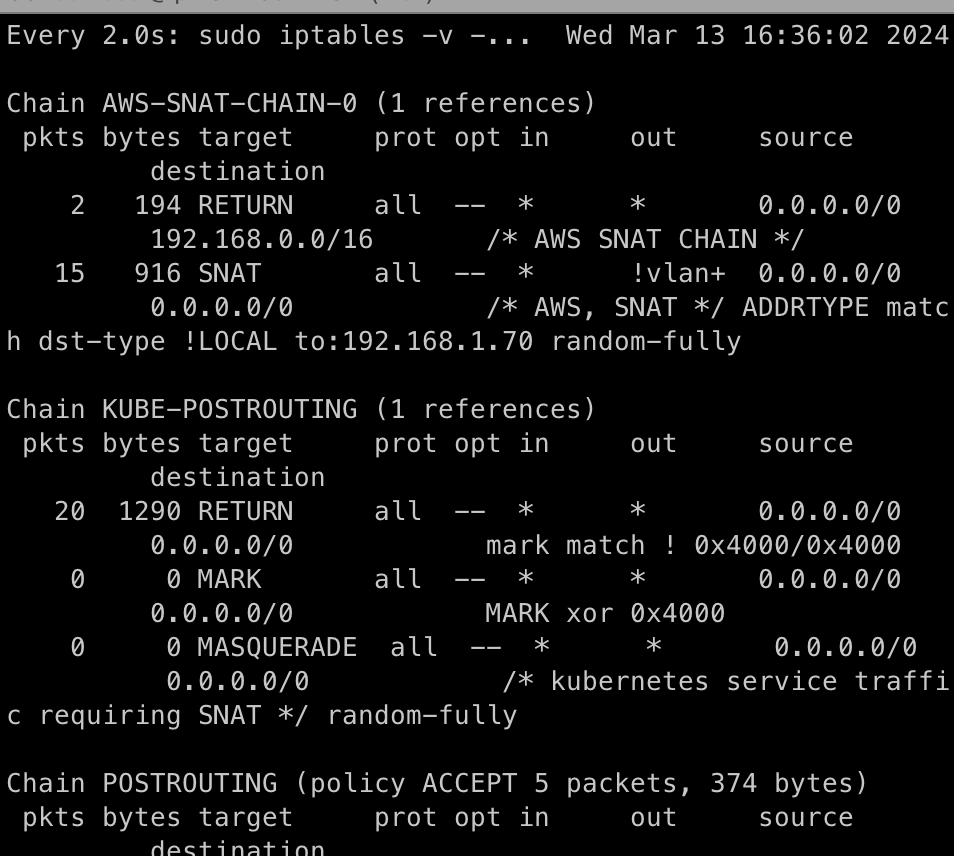 Every 2.0s: sudo iptables -v -... Wed Mar 13 16:36:02 2024
Chain AWS-SNAT-CHAIN-0 (1 references)
pkts bytes target prot opt in out source
destination
2 194 RETURN all -- * * 0.0.0.0/0
192.168.0.0/16 /* AWS SNAT CHAIN */
15 916 SNAT all -- * !vlan+ 0.0.0.0/0
0.0.0.0/0 /* AWS, SNAT */ ADDRTYPE matc
h dst-type !LOCAL to:192.168.1.70 random-fully
Chain KUBE-POSTROUTING (1 references)
pkts bytes target prot opt in out source
destination
20 1290 RETURN all -- * * 0.0.0.0/0
0.0.0.0/0 mark match ! 0x4000/0x4000
0 0 MARK all -- * * 0.0.0.0/0
0.0.0.0/0 MARK xor 0x4000
0 0 MASQUERADE all -- * * 0.0.0.0/0
0.0.0.0/0 /* kubernetes service traffi
c requiring SNAT */ random-fully
Chain POSTROUTING (policy ACCEPT 5 packets, 374 bytes)
pkts bytes target prot opt in out source
destination